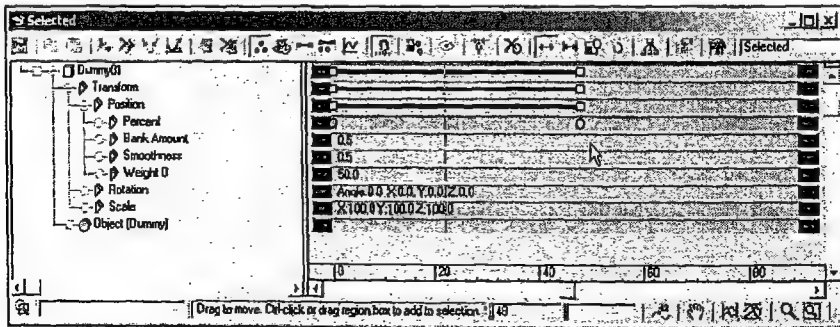 Selected
Selected
Dummy01
Transform
Position
Percent
Bank Amount 0.5
Smoothness 0.5
Weight 0 50.0
Rotation Angle:0.0 X:0.0, Y:0.0, Z:0.0
Scale X:100.0 Y:100.0 Z:100.0
Object (Dummy)
0 20 40 60 80
Drag to move. Ctrl-click or drag region box to add to selection. 48